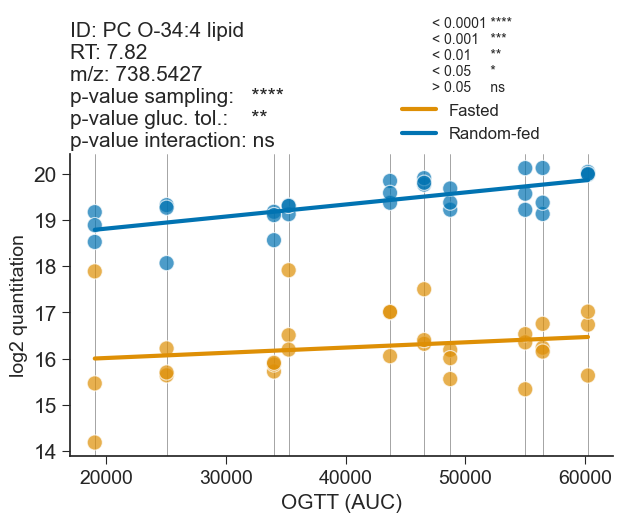 ID: PC O-34:4 lipid
RT: 7.82
m/z: 738.5427
p-value sampling: ****
p-value gluc. tol.: **
p-value interaction: ns
< 0.0001 ****
< 0.001 ***
< 0.01 **
< 0.05 *
> 0.05 ns
Fasted
Random-fed
log2 quantitation
20
19
18
17
16
15
14
20000 30000 40000 50000 60000
OGTT (AUC)